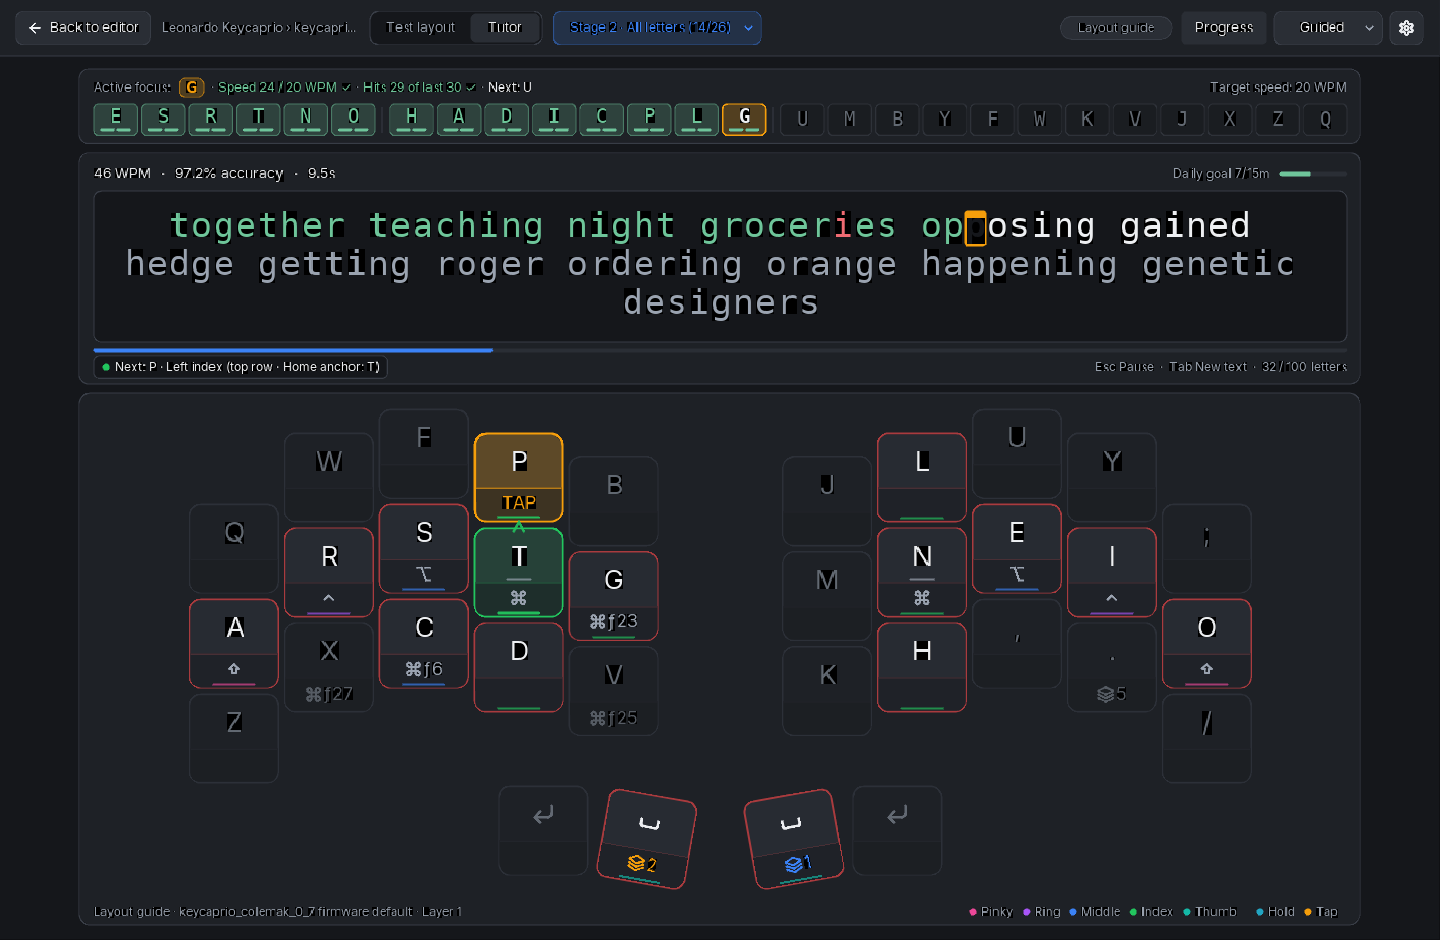 Back to editor
Leonardo Keycaprio › keycapri...
Test layout
Tutor
Stage 2 · All letters (14/26)
Layout guide
Progress
Guided
Active focus: G · Speed 24 / 20 WPM ✓ · Hits 29 of last 30 ✓ · Next: U
Target speed: 20 WPM
E S R T N O H A D I C P L G U M B Y F W K V J X Z Q
46 WPM · 97.2% accuracy · 9.5s
Daily goal 7/15m
together teaching night groceries opposing gained
hedge getting roger ordering orange happening genetic
designers
Next: P · Left index (top row · Home anchor: T)
Esc Pause · Tab New text · 32 / 100 letters
F U
W P L Y
TAP
B J
Q S E ;
⌥ ⌥
R T N I
^ ⌘ ⌘ ^
G M
⌘ƒ23
A C , O
⇧ ⌘ƒ6 ⇧
X D H .
⌘ƒ27 5
V K
⌘ƒ25
Z /
2 1
Layout guide · keycaprio_colemak_0_7 firmware default · Layer 1
Pinky Ring Middle Index Thumb Hold Tap